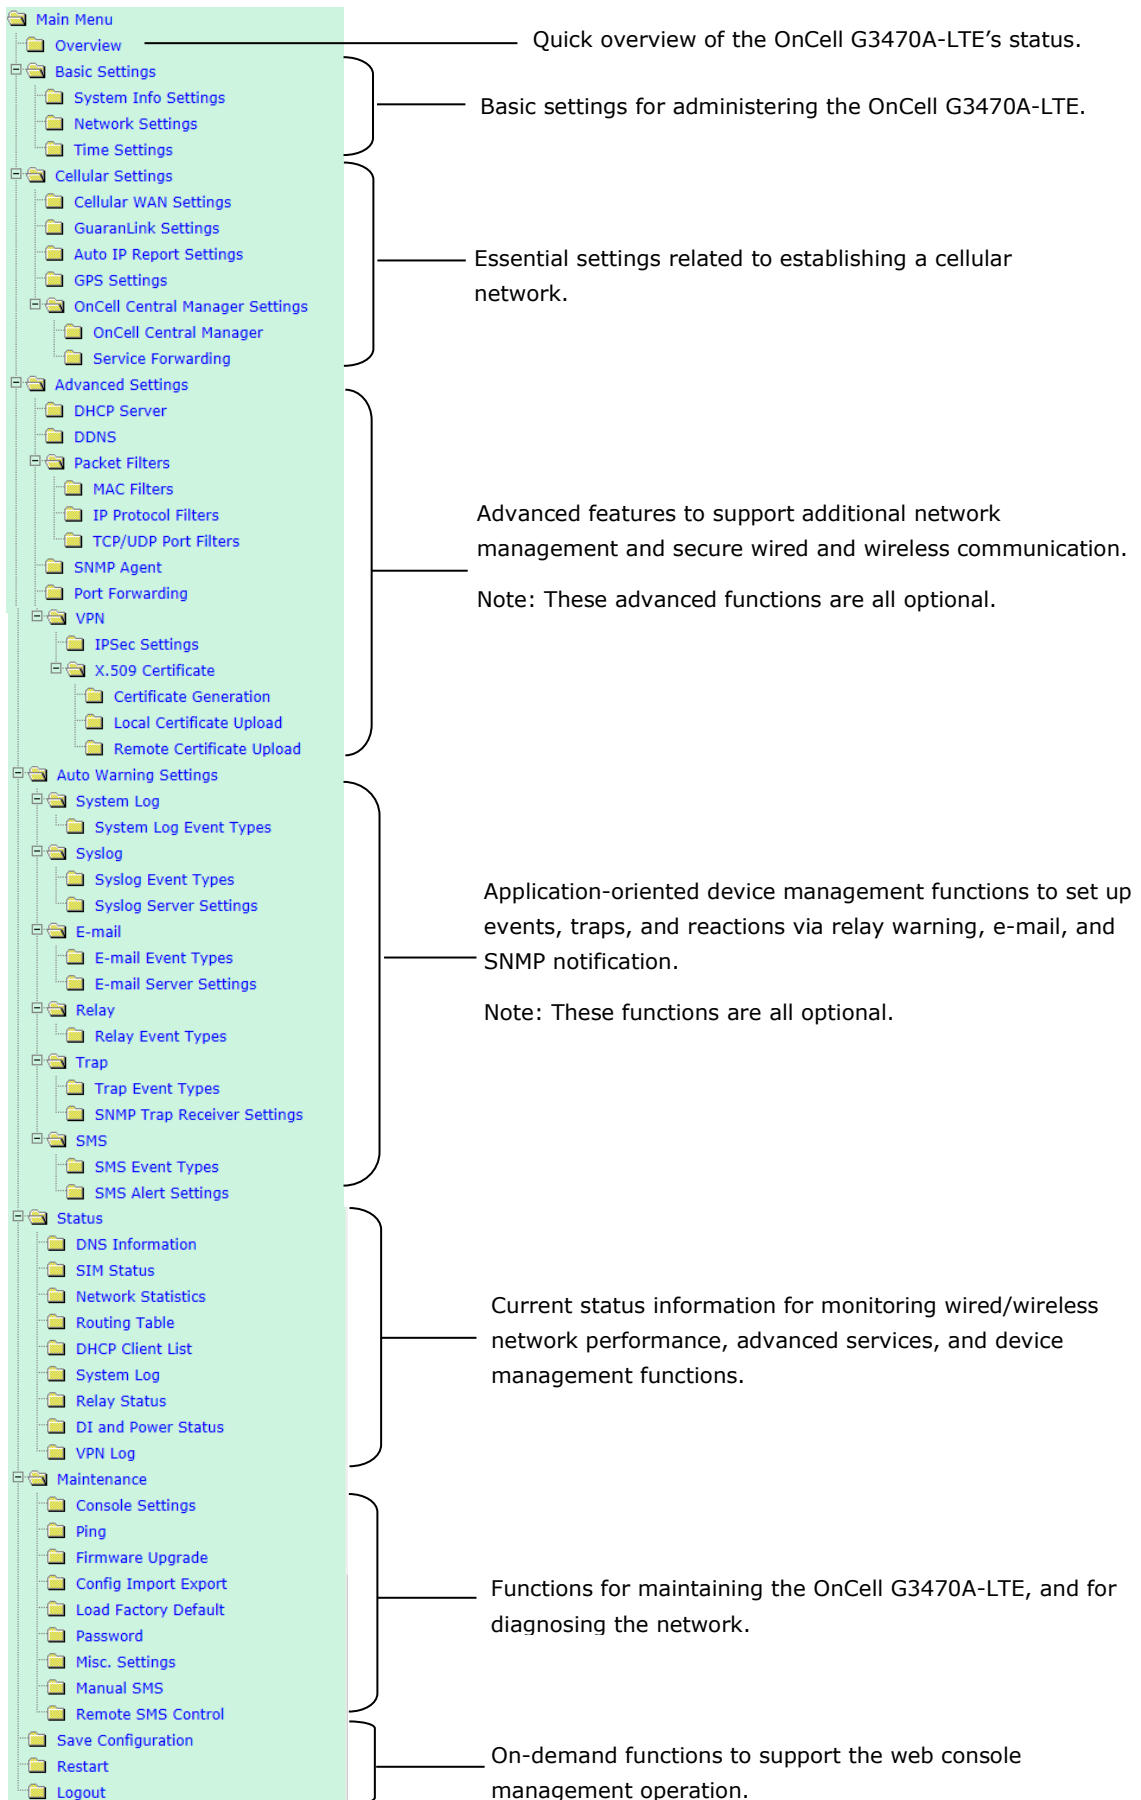 Main Menu
Overview
Quick overview of the OnCell G3470A-LTE’s status.
Basic Settings
System Info Settings
Network Settings
Time Settings
Basic settings for administering the OnCell G3470A-LTE.
Cellular Settings
Cellular WAN Settings
GuaranLink Settings
Auto IP Report Settings
GPS Settings
OnCell Central Manager Settings
OnCell Central Manager
Service Forwarding
Essential settings related to establishing a cellular
network.
Advanced Settings
DHCP Server
DDNS
Packet Filters
MAC Filters
IP Protocol Filters
TCP/UDP Port Filters
SNMP Agent
Port Forwarding
VPN
IPSec Settings
X.509 Certificate
Certificate Generation
Local Certificate Upload
Remote Certificate Upload
Advanced features to support additional network
management and secure wired and wireless communication.
Note: These advanced functions are all optional.
Auto Warning Settings
System Log
System Log Event Types
Syslog
Syslog Event Types
Syslog Server Settings
E-mail
E-mail Event Types
E-mail Server Settings
Relay
Relay Event Types
Trap
Trap Event Types
SNMP Trap Receiver Settings
SMS
SMS Event Types
SMS Alert Settings
Application-oriented device management functions to set up
events, traps, and reactions via relay warning, e-mail, and
SNMP notification.
Note: These functions are all optional.
Status
DNS Information
SIM Status
Network Statistics
Routing Table
DHCP Client List
System Log
Relay Status
DI and Power Status
VPN Log
Current status information for monitoring wired/wireless
network performance, advanced services, and device
management functions.
Maintenance
Console Settings
Ping
Firmware Upgrade
Config Import Export
Load Factory Default
Password
Misc. Settings
Manual SMS
Remote SMS Control
Functions for maintaining the OnCell G3470A-LTE, and for
diagnosing the network.
Save Configuration
Restart
Logout
On-demand functions to support the web console
management operation.